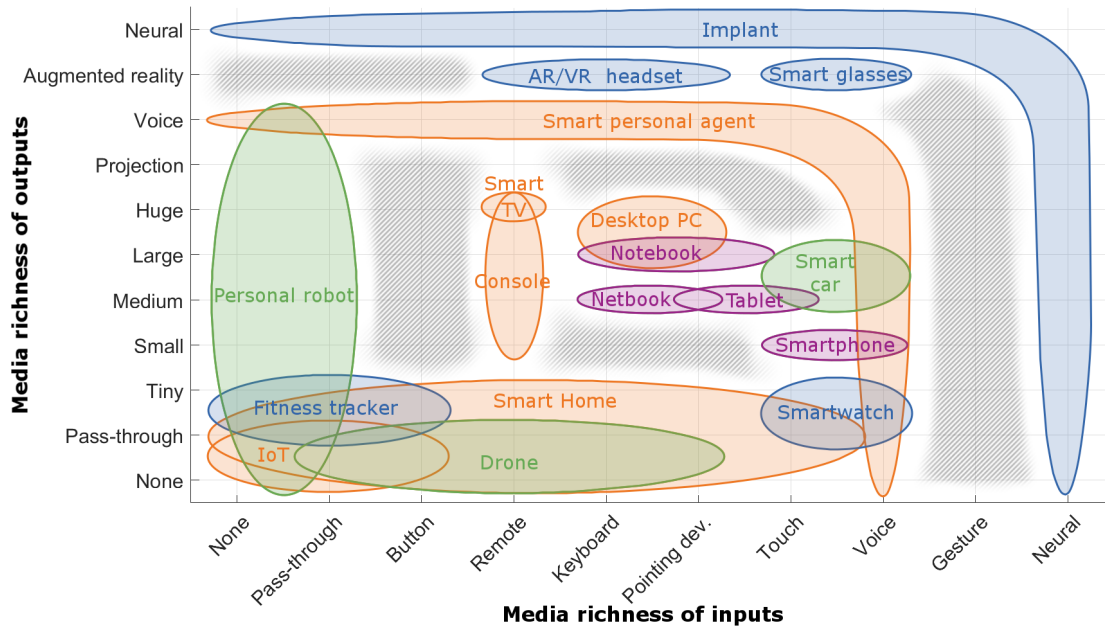 Neural
Implant
Augmented reality
AR/VR headset
Smart glasses
Voice
Smart personal agent
Projection
Smart
TV
Huge
Desktop PC
Large
Notebook
Smart
car
Console
Personal robot
Medium
Netbook
Tablet
Small
Smartphone
Tiny
Smart Home
Fitness tracker
Smartwatch
Pass-through
IoT
Drone
None
Media richness of outputs
None
Pass-through
Button
Remote
Keyboard
Pointing dev.
Touch
Voice
Gesture
Neural
Media richness of inputs